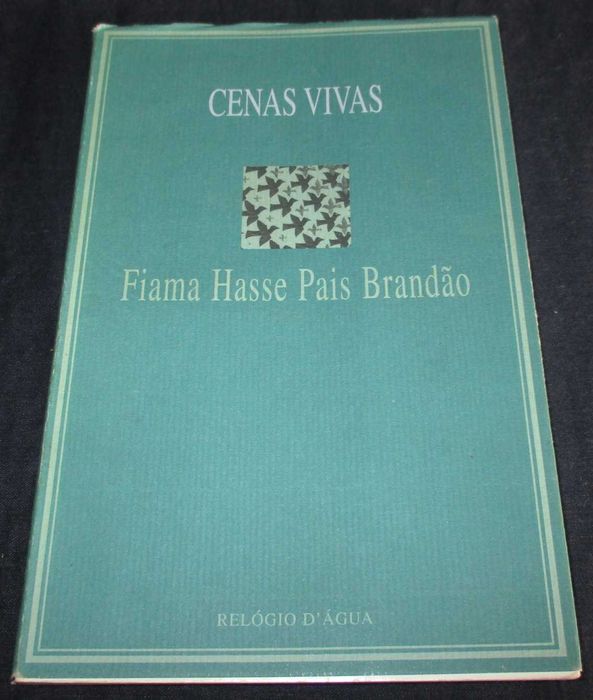 CENAS VIVAS
Fiama Hasse Pais Brandão
RELÓGIO D'ÁGUA